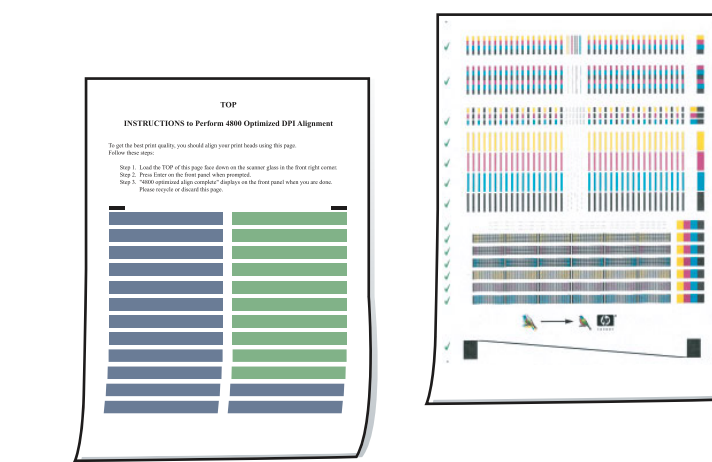 TOP
INSTRUCTIONS to Perform 4800 Optimized DPI Alignment
To get the best print quality, you should align your print heads using this page.
Follow these steps:
Step 1. Load the TOP of this page face down on the scanner glass in the front right corner.
Step 2. Press Enter on the front panel when prompted.
Step 3. "4800 optimized align complete" displays on the front panel when you are done.
Please recycle or discard this page.
hp